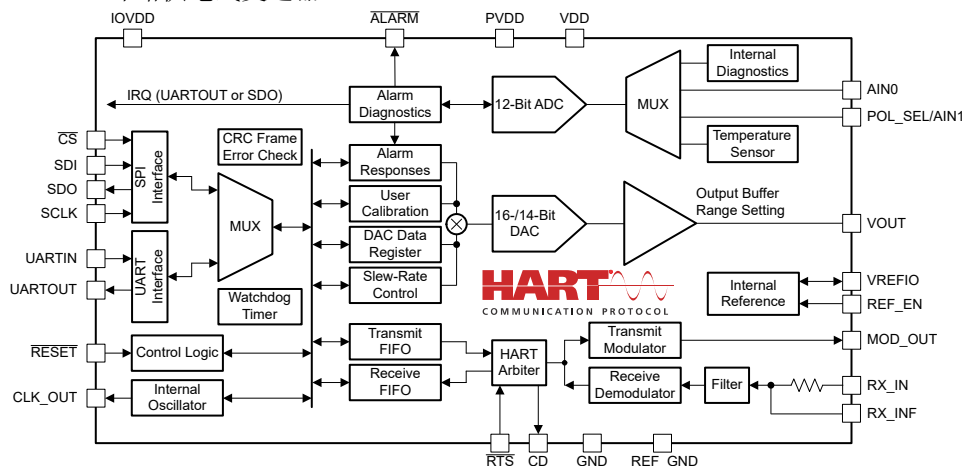 IOVDD
ALARM
PVDD
VDD
IRQ (UARTOUT or SDO)
Alarm
Diagnostics
12-Bit ADC
MUX
Internal
Diagnostics
AIN0
POL_SEL/AIN1
Temperature
Sensor
CS
SDI
SDO
SCLK
SPI
Interface
CRC Frame
Error Check
MUX
Alarm
Responses
User
Calibration
DAC Data
Register
Slew-Rate
Control
16-/14-Bit
DAC
Output Buffer
Range Setting
VOUT
UARTIN
UARTOUT
UART
Interface
Watchdog
Timer
HART
COMMUNICATION PROTOCOL
Internal
Reference
VREFIO
REF_EN
RESET
Control Logic
Transmit
FIFO
HART
Arbiter
Transmit
Modulator
MOD_OUT
CLK_OUT
Internal
Oscillator
Receive
FIFO
Receive
Demodulator
Filter
RX_IN
RX_INF
RTS
CD
GND
REF_GND